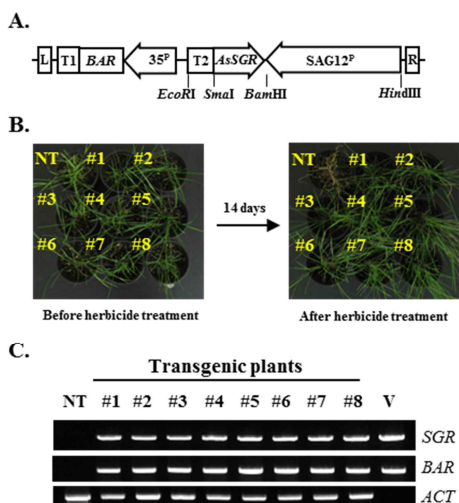 A.
L T1 BAR 35ᴾ T2 AsSGR SAG12ᴾ R
EcoRI SmaI BamHI HindIII
B.
NT #1 #2 NT #1 #2
#3 #4 #5 14 days #3 #4 #5
#6 #7 #8 #6 #7 #8
Before herbicide treatment After herbicide treatment
C.
Transgenic plants
NT #1 #2 #3 #4 #5 #6 #7 #8 V
SGR
BAR
ACT